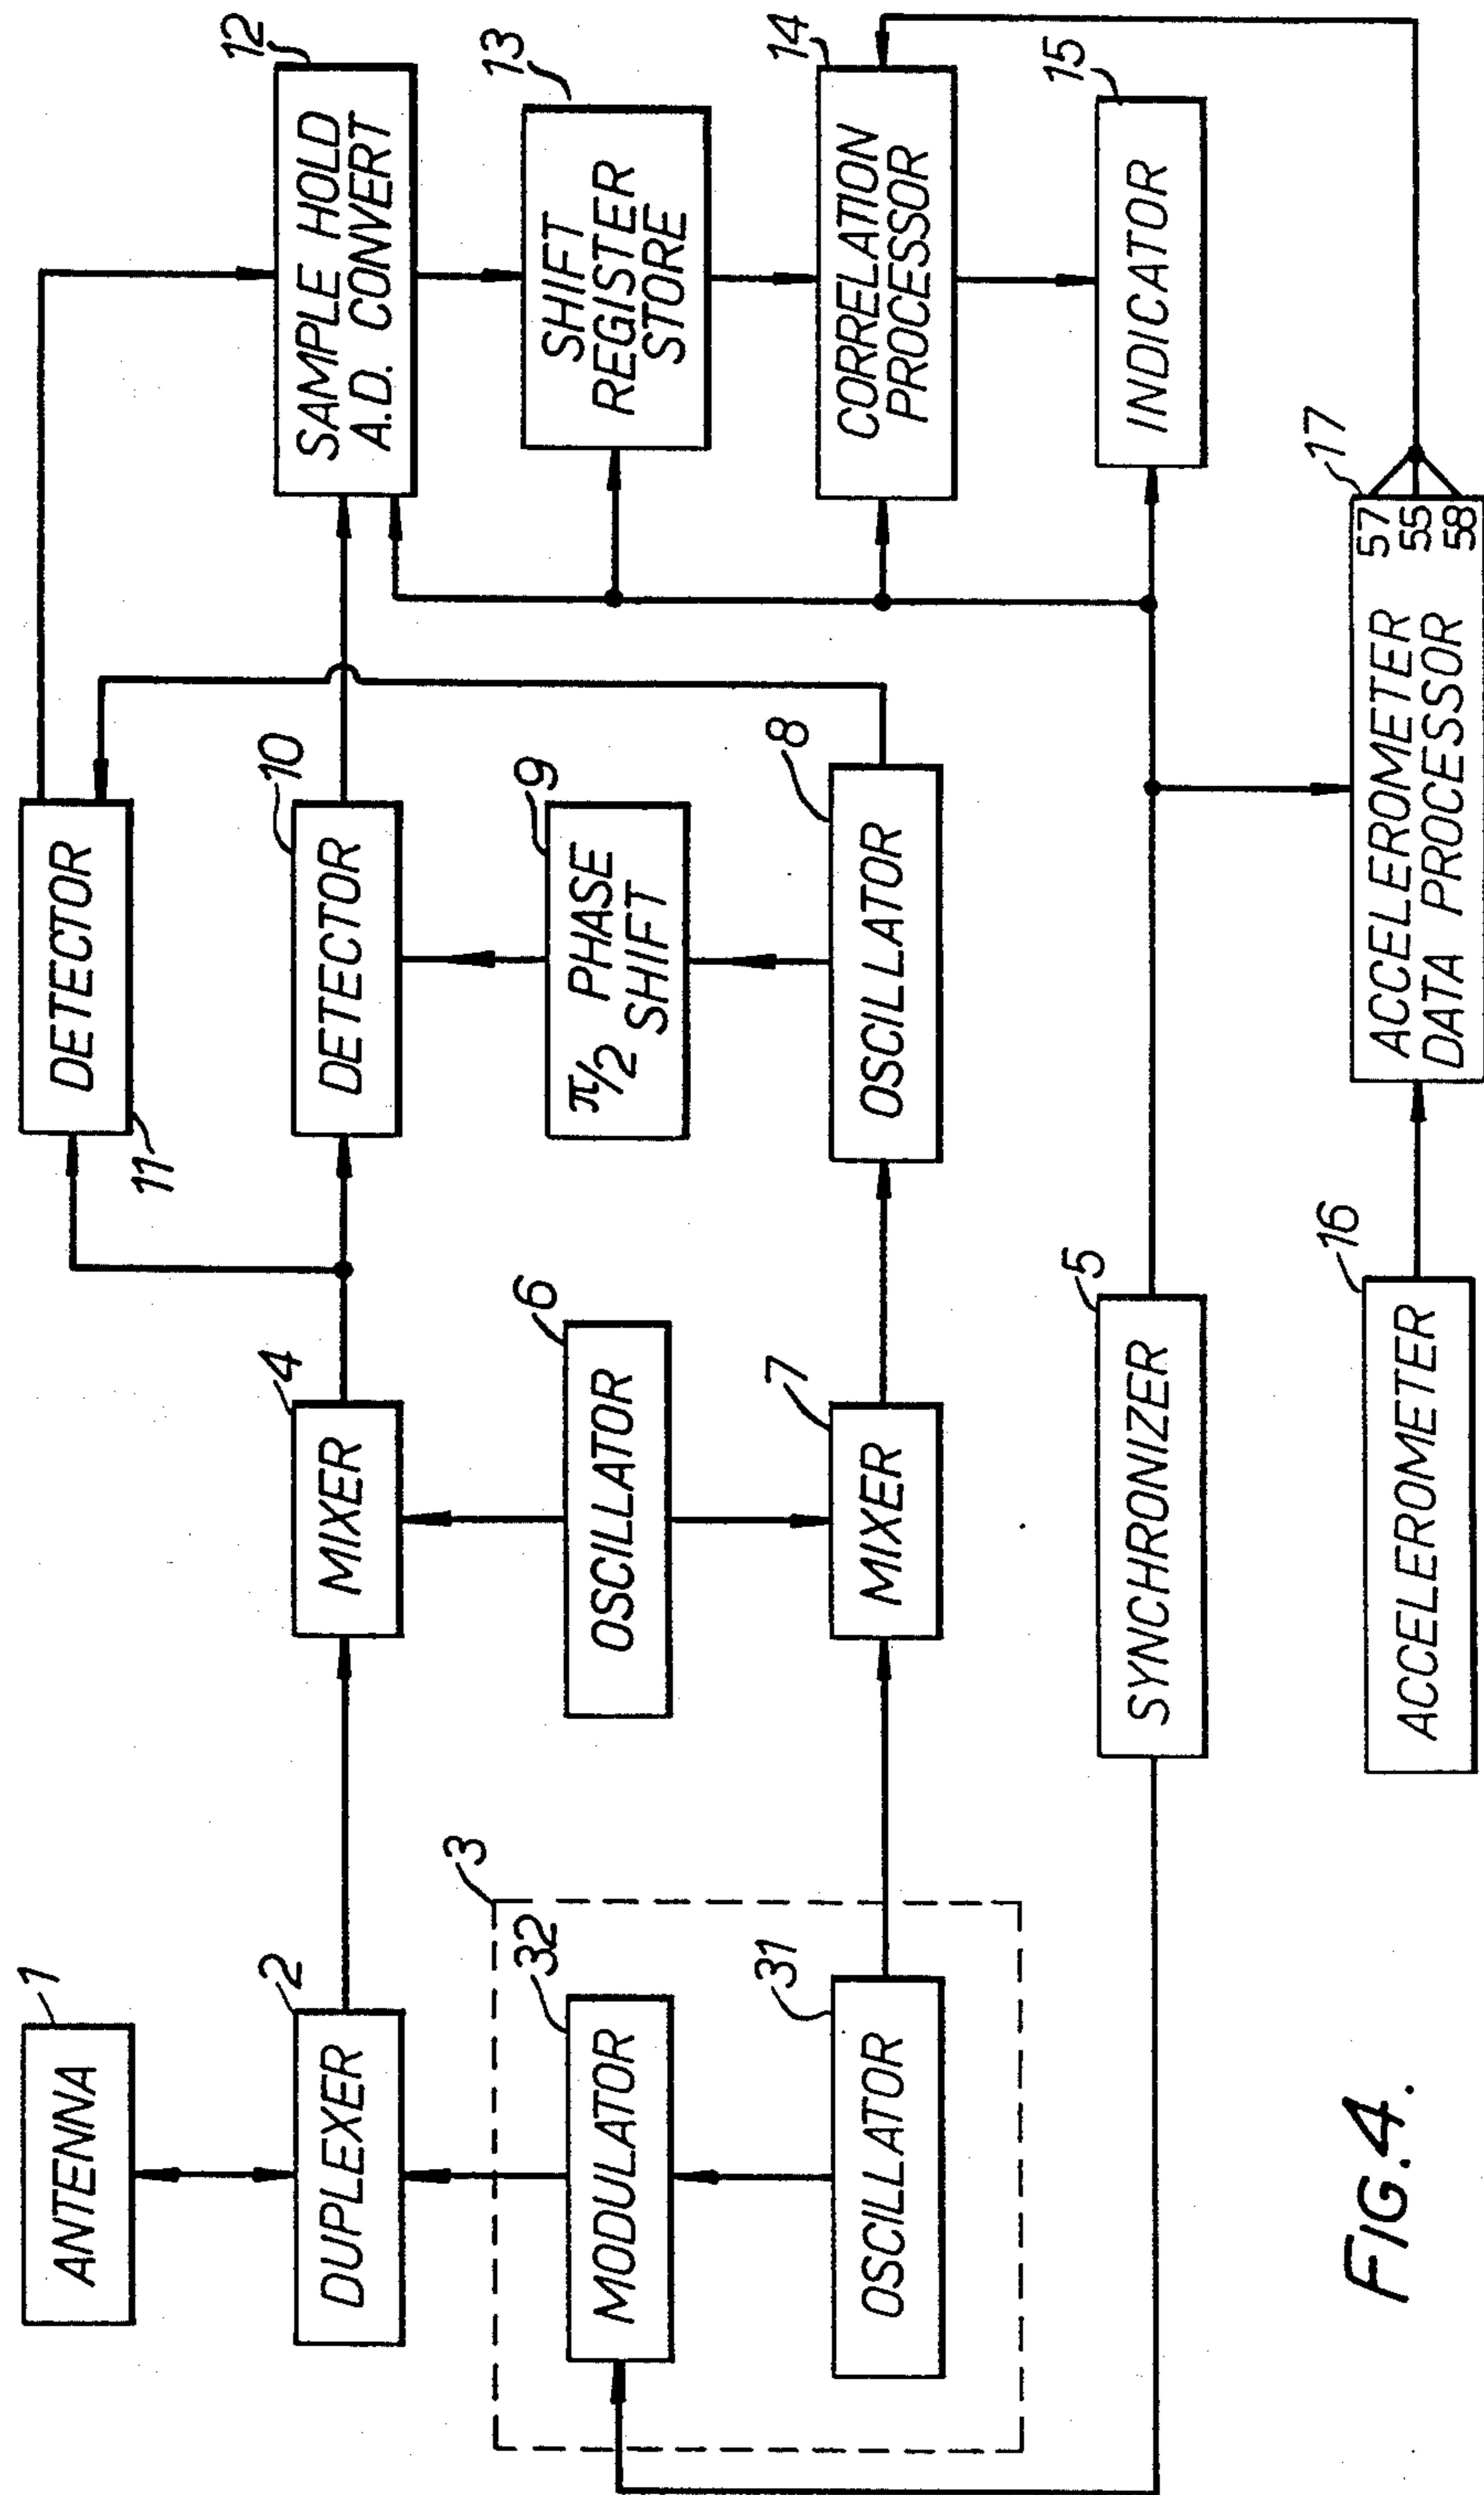 1
ANTENNA
11
DETECTOR
2
DUPLEXER
4
MIXER
10
DETECTOR
12
SAMPLE HOLD
A.D. CONVERT
3
32
MODULATOR
6
OSCILLATOR
9
π/2 PHASE
SHIFT
13
SHIFT
REGISTER
STORE
31
OSCILLATOR
7
MIXER
8
OSCILLATOR
14
CORRELATION
PROCESSOR
5
SYNCHRONIZER
15
INDICATOR
16
ACCELEROMETER
17
ACCELEROMETER
DATA PROCESSOR
57
55
58
FIG.4.